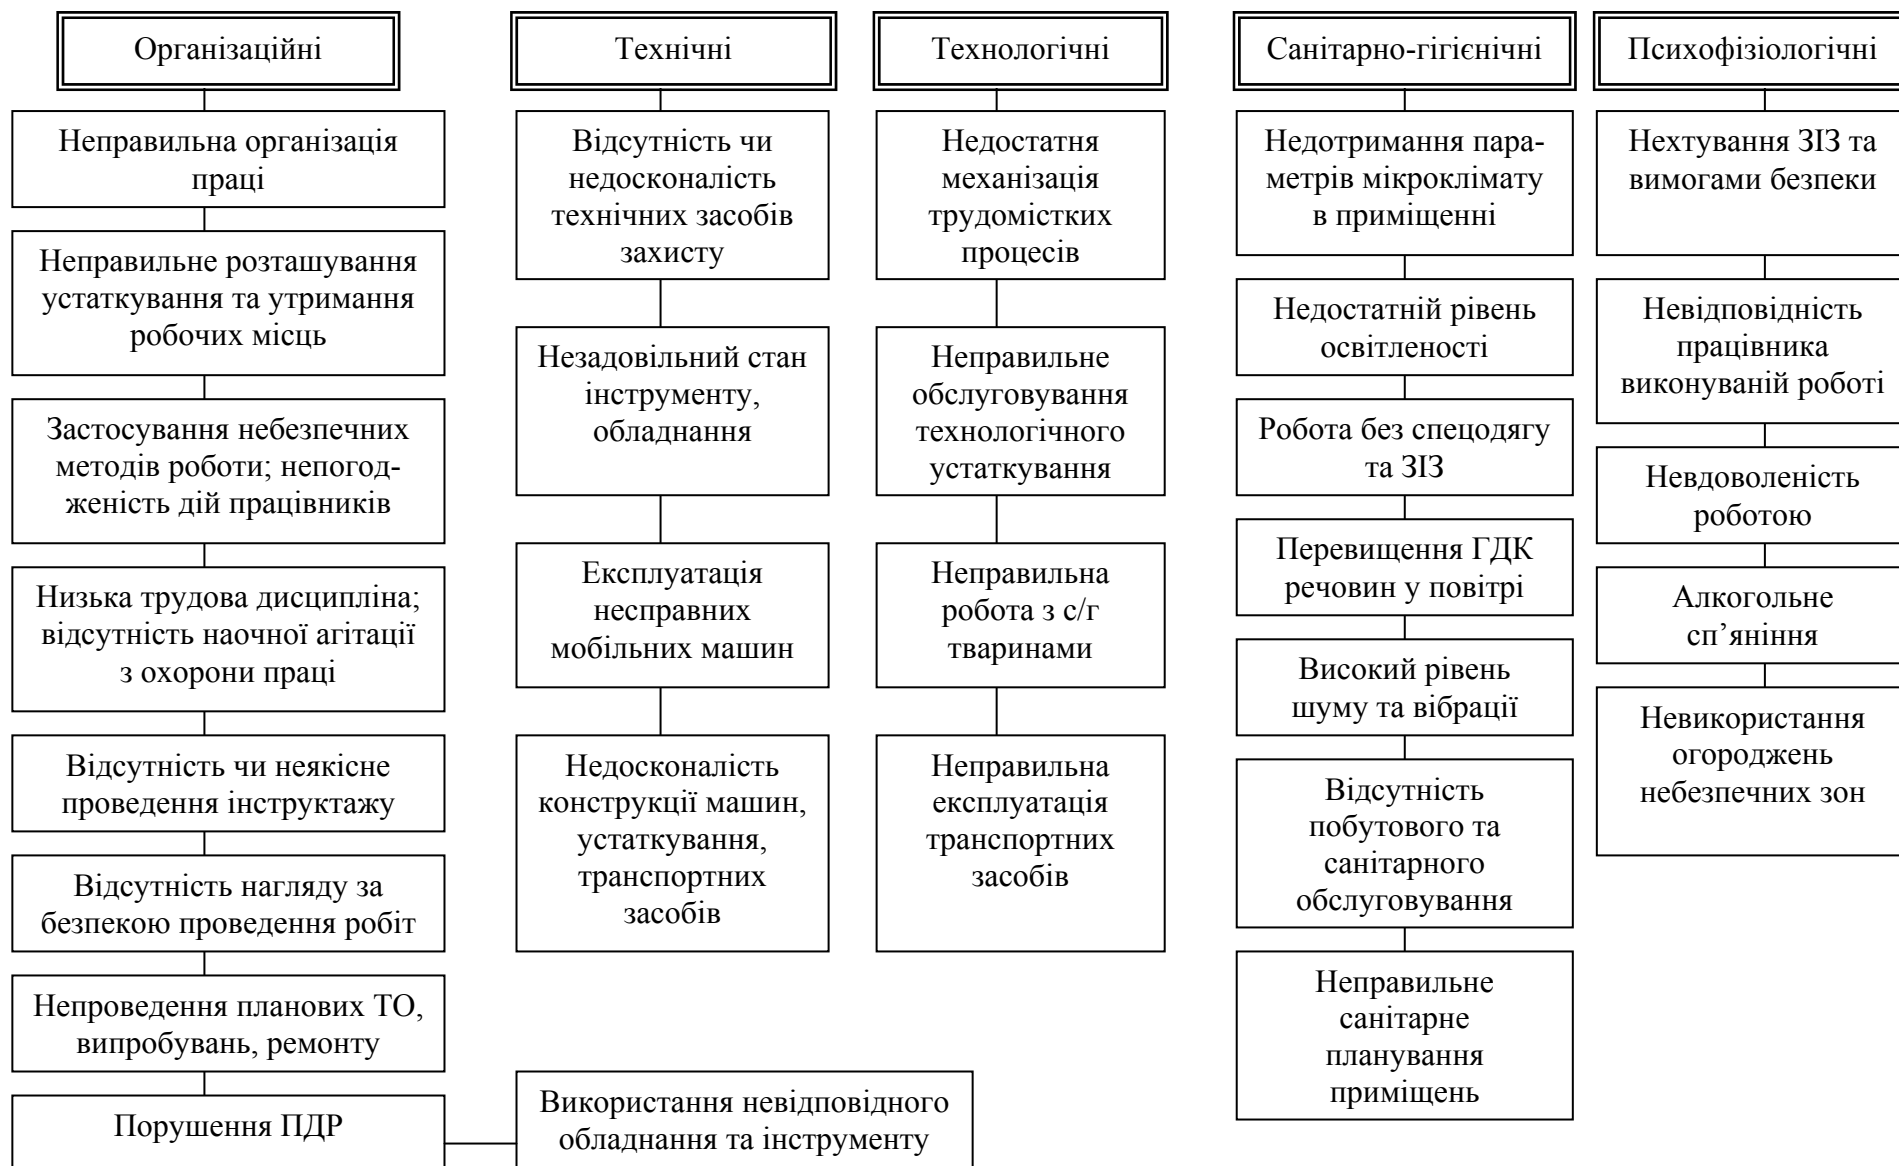 Організаційні
Неправильна організація
праці
Неправильне розташування
устаткування та утримання
робочих місць
Застосування небезпечних
методів роботи; непогод-
женість дій працівників
Низька трудова дисципліна;
відсутність наочної агітації
з охорони праці
Відсутність чи неякісне
проведення інструктажу
Відсутність нагляду за
безпекою проведення робіт
Непроведення планових ТО,
випробувань, ремонту
Порушення ПДР
Використання невідповідного
обладнання та інструменту
Технічні
Відсутність чи
недосконалість
технічних засобів
захисту
Незадовільний стан
інструменту,
обладнання
Експлуатація
несправних
мобільних машин
Недосконалість
конструкції машин,
устаткування,
транспортних
засобів
Технологічні
Недостатня
механізація
трудомістких
процесів
Неправильне
обслуговування
технологічного
устаткування
Неправильна
робота з с/г
тваринами
Неправильна
експлуатація
транспортних
засобів
Санітарно-гігієнічні
Недотримання пара-
метрів мікроклімату
в приміщенні
Недостатній рівень
освітленості
Робота без спецодягу
та ЗІЗ
Перевищення ГДК
речовин у повітрі
Високий рівень
шуму та вібрації
Відсутність
побутового та
санітарного
обслуговування
Неправильне
санітарне
планування
приміщень
Психофізіологічні
Нехтування ЗІЗ та
вимогами безпеки
Невідповідність
працівника
виконуваній роботі
Невдоволеність
роботою
Алкогольне
сп’яніння
Невикористання
огороджень
небезпечних зон